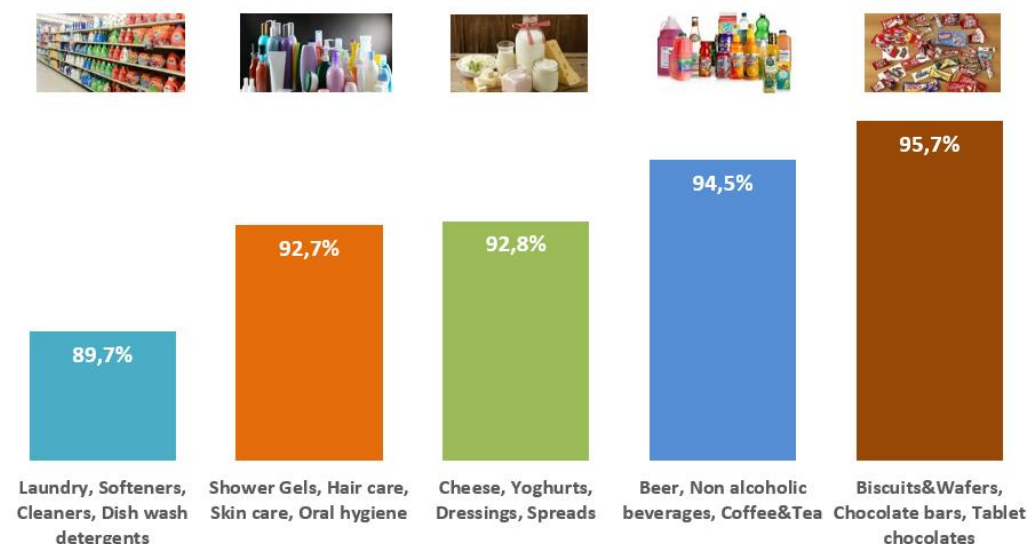 95,7%
94,5%
92,7%
92,8%
89,7%
Laundry, Softeners,
Cleaners, Dish wash
detergents
Shower Gels, Hair care,
Skin care, Oral hygiene
Cheese, Yoghurts,
Dressings, Spreads
Beer, Non alcoholic
beverages, Coffee&Tea
Biscuits&Wafers,
Chocolate bars, Tablet
chocolates